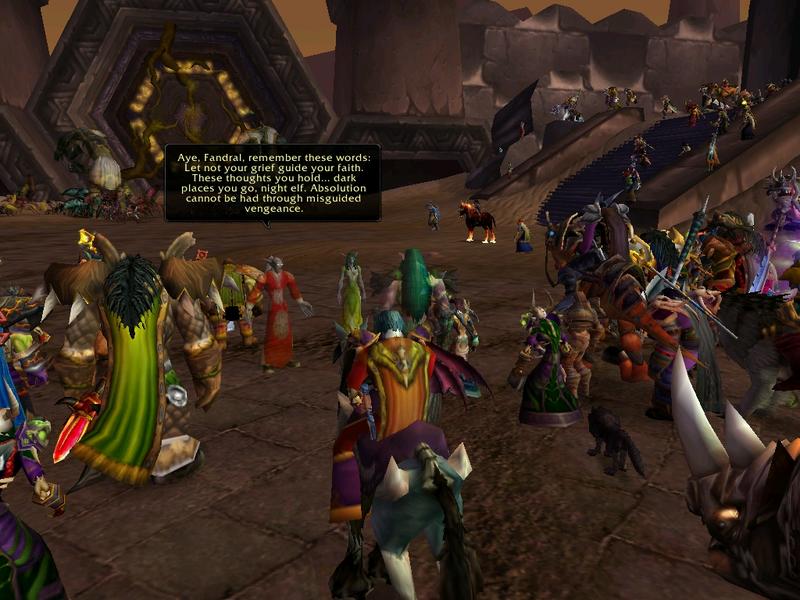 Aye, Fandral, remember these words:
Let not your grief guide your faith.
These thoughts you hold... dark
places you go, night elf. Absolution
cannot be had through misguided
vengeance.